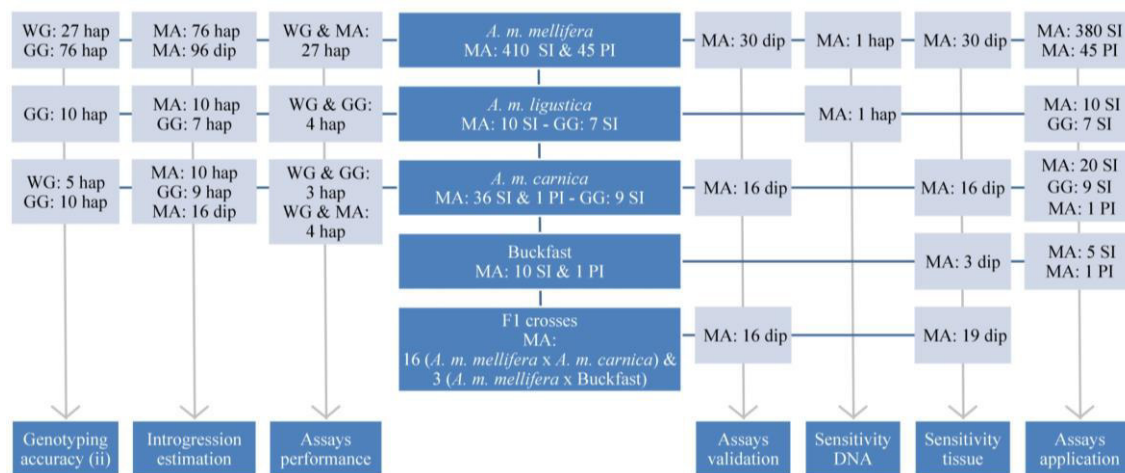 WG: 27 hap
GG: 76 hap
MA: 76 hap
MA: 96 dip
WG & MA:
27 hap
A. m. mellifera
MA: 410 SI & 45 PI
MA: 30 dip
MA: 1 hap
MA: 30 dip
MA: 380 SI
MA: 45 PI
GG: 10 hap
MA: 10 hap
GG: 7 hap
WG & GG:
4 hap
A. m. ligustica
MA: 10 SI - GG: 7 SI
MA: 1 hap
MA: 10 SI
GG: 7 SI
WG: 5 hap
GG: 10 hap
MA: 10 hap
GG: 9 hap
MA: 16 dip
WG & GG:
3 hap
WG & MA:
4 hap
A. m. carnica
MA: 36 SI & 1 PI - GG: 9 SI
MA: 16 dip
MA: 16 dip
MA: 20 SI
GG: 9 SI
MA: 1 PI
Buckfast
MA: 10 SI & 1 PI
MA: 3 dip
MA: 5 SI
MA: 1 PI
F1 crosses
MA:
16 (A. m. mellifera x A. m. carnica) &
3 (A. m. mellifera x Buckfast)
MA: 16 dip
MA: 19 dip
Genotyping
accuracy (ii)
Introgression
estimation
Assays
performance
Assays
validation
Sensitivity
DNA
Sensitivity
tissue
Assays
application